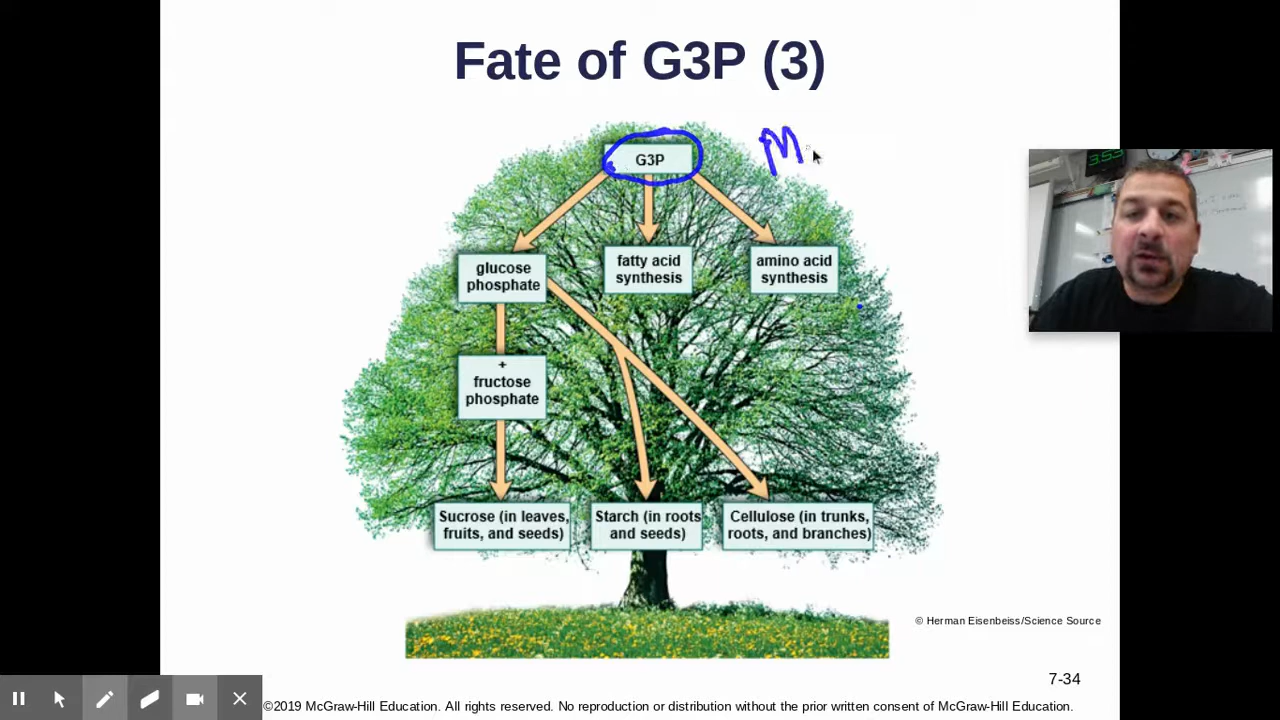 Fate of G3P (3)
G3P
M
3:53
glucose
phosphate
fatty acid
synthesis
amino acid
synthesis
+
fructose
phosphate
Sucrose (in leaves,
fruits, and seeds)
Starch (in roots
and seeds)
Cellulose (in trunks,
roots, and branches)
© Herman Eisenbeiss/Science Source
7-34
©2019 McGraw-Hill Education. All rights reserved. No reproduction or distribution without the prior written consent of McGraw-Hill Education.